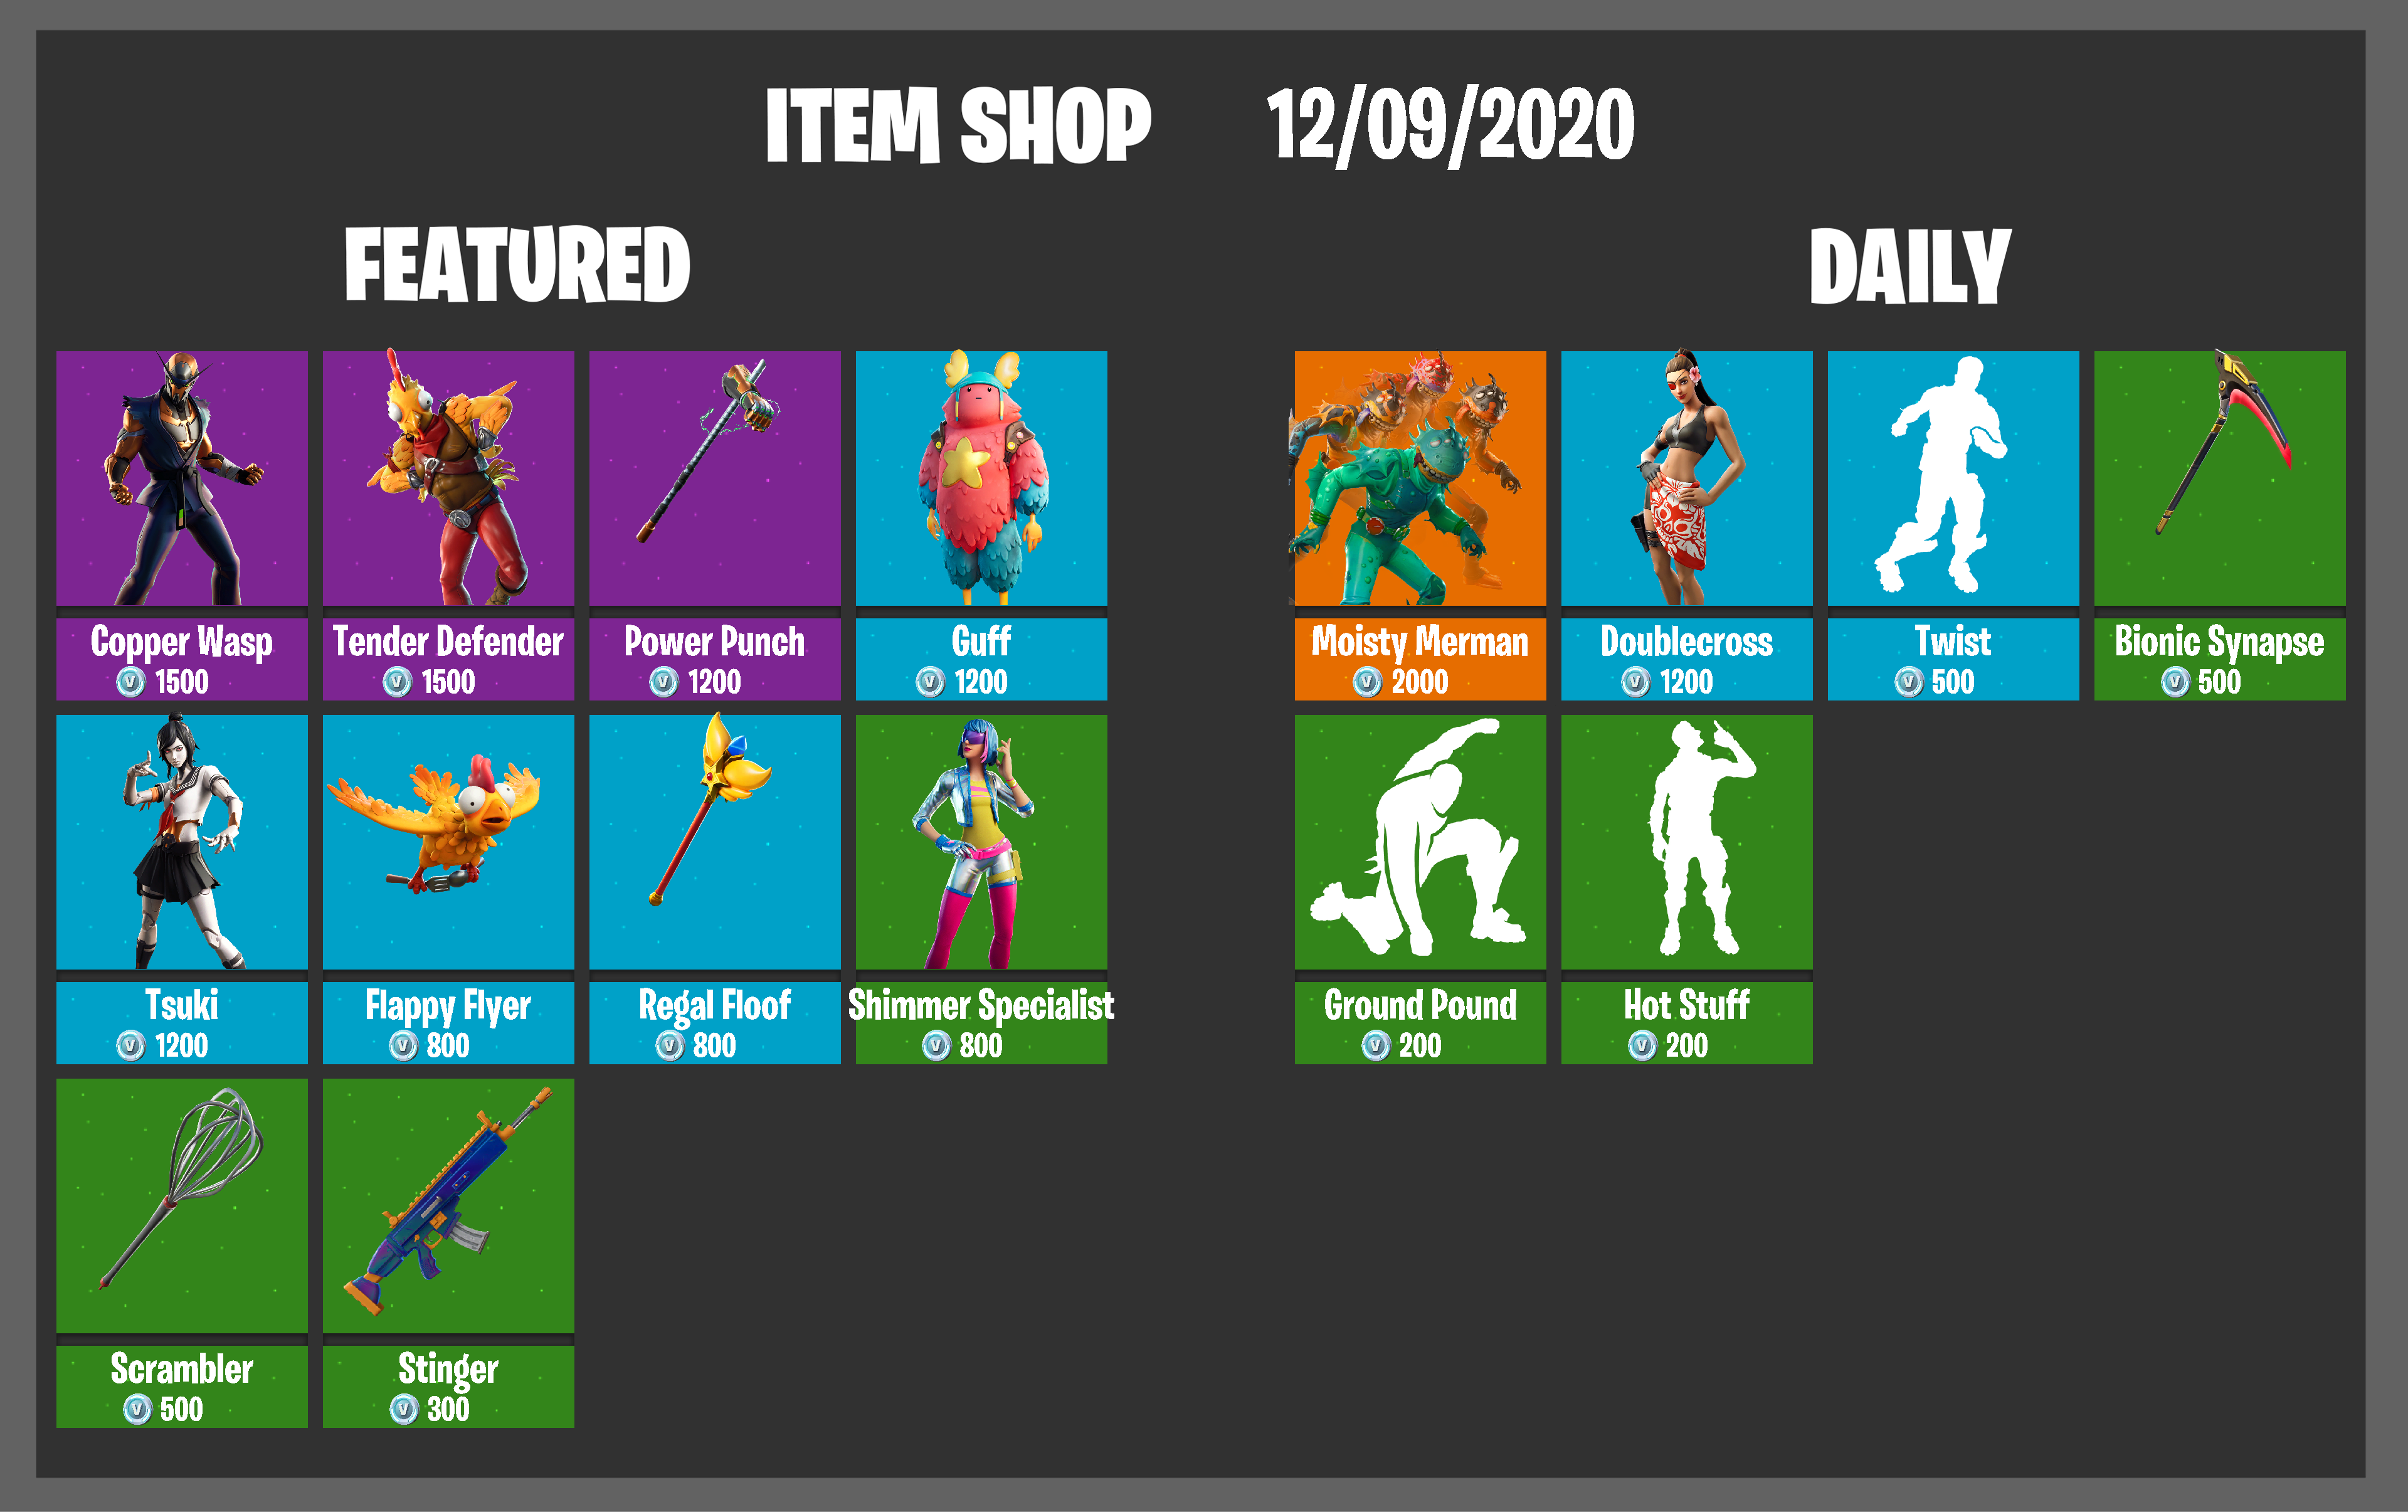 ITEM SHOP 12/09/2020
FEATURED
Copper Wasp
V 1500
Tender Defender
V 1500
Power Punch
V 1200
Guff
V 1200
Tsuki
V 1200
Flappy Flyer
V 800
Regal Floof
V 800
Shimmer Specialist
V 800
Scrambler
V 500
Stinger
V 300
DAILY
Moisty Merman
V 2000
Doublecross
V 1200
Twist
V 500
Bionic Synapse
V 500
Ground Pound
V 200
Hot Stuff
V 200